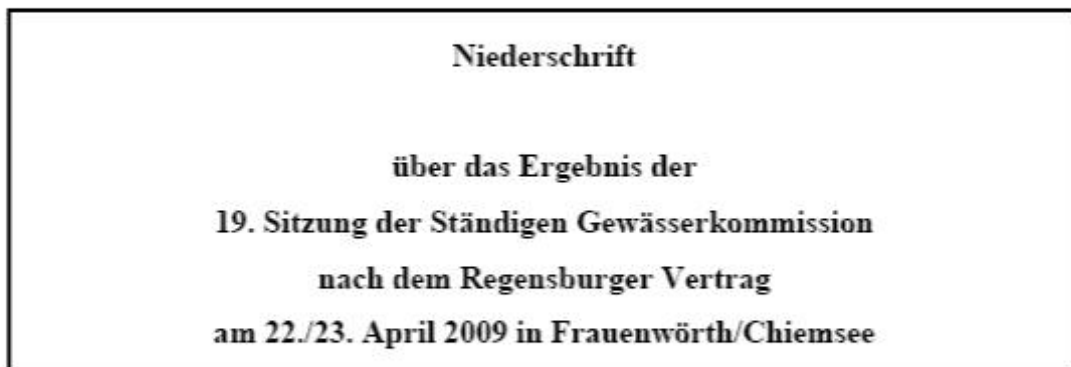 Niederschrift
über das Ergebnis der
19. Sitzung der Ständigen Gewässerkommission
nach dem Regensburger Vertrag
am 22./23. April 2009 in Frauenwörth/Chiemsee